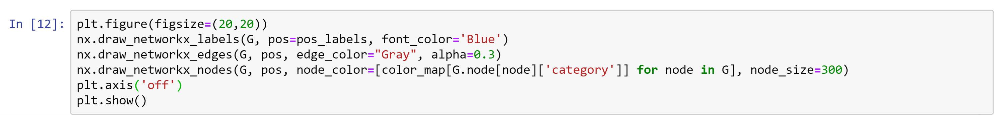 In [12]: plt.figure(figsize=(20,20))
nx.draw_networkx_labels(G, pos=pos_labels, font_color='Blue')
nx.draw_networkx_edges(G, pos, edge_color="Gray", alpha=0.3)
nx.draw_networkx_nodes(G, pos, node_color=[color_map[G.node[node]['category']] for node in G], node_size=300)
plt.axis('off')
plt.show()